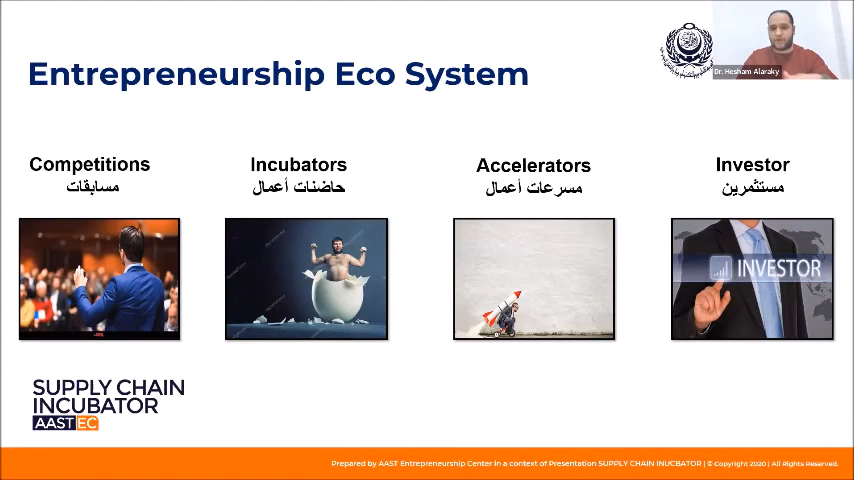 Entrepreneurship Eco System
Dr. Hesham Alaraky
Competitions
مسابقات
Incubators
حاضنات أعمال
Accelerators
مسرعات أعمال
Investor
مستثمرين
INVESTOR
SUPPLY CHAIN
INCUBATOR
AAST EC
Prepared by AAST Entrepreneurship Center in a context of Presentation SUPPLY CHAIN INUCBATOR | © Copyright 2020 | All Rights Reserved.